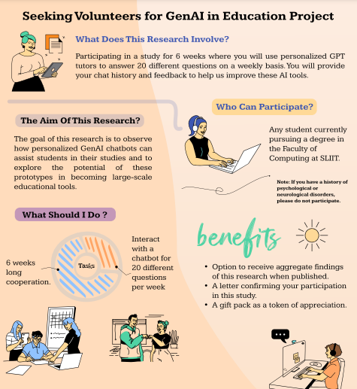 Seeking Volunteers for GenAI in Education Project
What Does This Research Involve?
Participating in a study for 6 weeks where you will use personalized GPT
tutors to answer 20 different questions on a weekly basis. You will provide
your chat history and feedback to help us improve these AI tools.
Who Can Participate?
The Aim Of This Research?
Any student currently
pursuing a degree in
the Faculty of
Computing at SLIIT.
The goal of this research is to observe
how personalized GenAI chatbots can
assist students in their studies and to
explore the potential of these
prototypes in becoming large-scale
educational tools.
Note: If you have a history of
psychological or
neurological disorders,
please do not participate.
What Should I Do ?
6 weeks
long
cooperation.
Tasks
Interact
with a
chatbot for
20 different
questions
per week
benefits
• Option to receive aggregate findings
of this research when published.
• A letter confirming your participation
in this study.
• A gift pack as a token of appreciation.